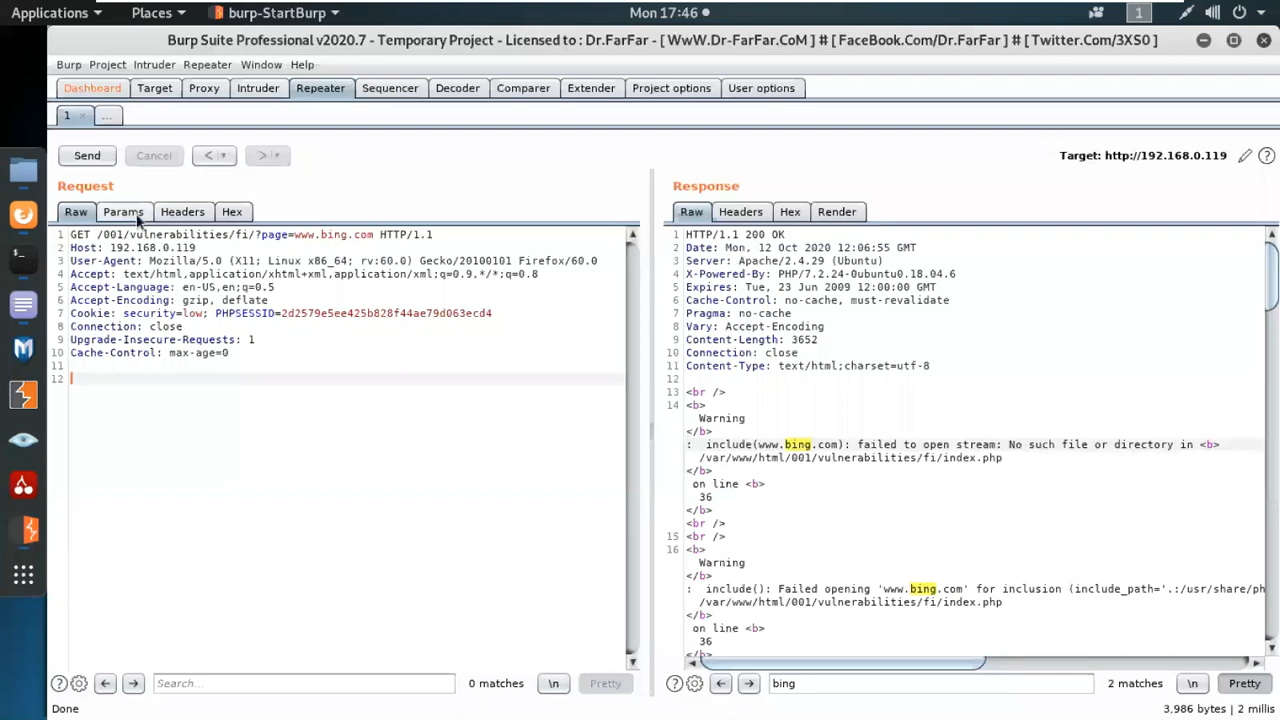 Applications Places burp-StartBurp Mon 17:46 1
Burp Suite Professional v2020.7 - Temporary Project - Licensed to : Dr.FarFar - [ WwW.Dr-FarFar.CoM ] # [ FaceBook.Com/Dr.FarFar ] # [ Twitter.Com/3XS0 ]
Burp Project Intruder Repeater Window Help
Dashboard Target Proxy Intruder Repeater Sequencer Decoder Comparer Extender Project options User options
1 × ...
Send Cancel < > Target: http://192.168.0.119 ?
Request
Raw Params Headers Hex
1 GET /001/vulnerabilities/fi/?page=www.bing.com HTTP/1.1
2 Host: 192.168.0.119
3 User-Agent: Mozilla/5.0 (X11; Linux x86_64; rv:60.0) Gecko/20100101 Firefox/60.0
4 Accept: text/html,application/xhtml+xml,application/xml;q=0.9,*/*;q=0.8
5 Accept-Language: en-US,en;q=0.5
6 Accept-Encoding: gzip, deflate
7 Cookie: security=low; PHPSESSID=2d2579e5ee425b828f44ae79d063ecd4
8 Connection: close
9 Upgrade-Insecure-Requests: 1
10 Cache-Control: max-age=0
11
12
? Search... 0 matches \n Pretty
Response
Raw Headers Hex Render
1 HTTP/1.1 200 OK
2 Date: Mon, 12 Oct 2020 12:06:55 GMT
3 Server: Apache/2.4.29 (Ubuntu)
4 X-Powered-By: PHP/7.2.24-0ubuntu0.18.04.6
5 Expires: Tue, 23 Jun 2009 12:00:00 GMT
6 Cache-Control: no-cache, must-revalidate
7 Pragma: no-cache
8 Vary: Accept-Encoding
9 Content-Length: 3652
10 Connection: close
11 Content-Type: text/html;charset=utf-8
12
13 <br />
14 <b>
Warning
</b>
: include(www.bing.com): failed to open stream: No such file or directory in <b>
/var/www/html/001/vulnerabilities/fi/index.php
</b>
on line <b>
36
</b>
<br />
15 <br />
16 <b>
Warning
</b>
: include(): Failed opening 'www.bing.com' for inclusion (include_path='.:/usr/share/ph
/var/www/html/001/vulnerabilities/fi/index.php
</b>
on line <b>
36
</b>
? bing 2 matches \n Pretty
Done 3,986 bytes | 2 millis